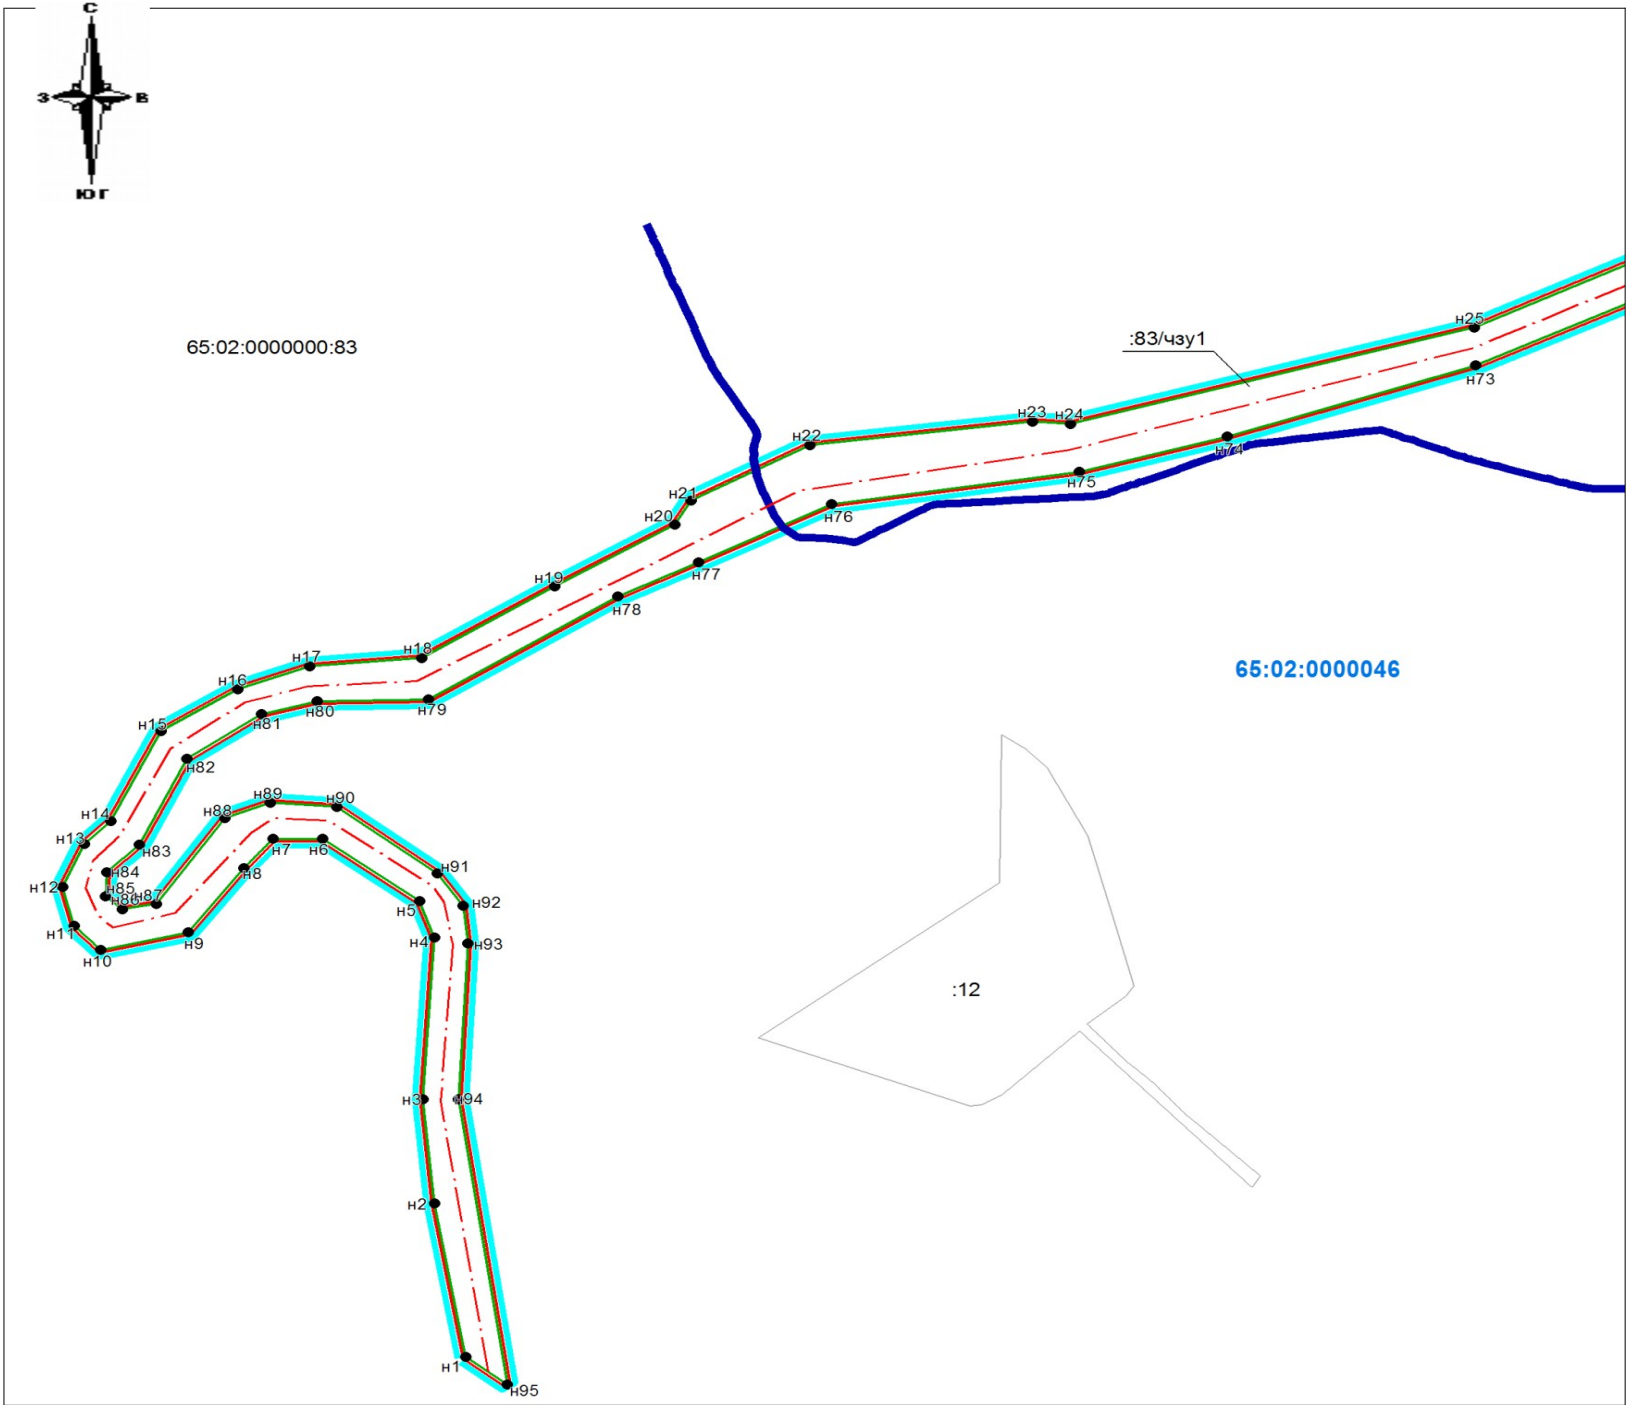 С
З В
ЮГ
н25
:83/чзу1
65:02:0000000:83
н73
н23 н24
н22
н74
н75
н21
н20
н76
н77
н19
н78
н18
н17
65:02:0000046
н16
н79
н80
н81
н15
н82
н89
н90
н88
н14
н13
н83
н7 н6
н84
н91
н8
н12
н85
н87
н86
н5
н92
н11
н9
н4
н93
н10
:12
н3
н94
н2
н1
н95